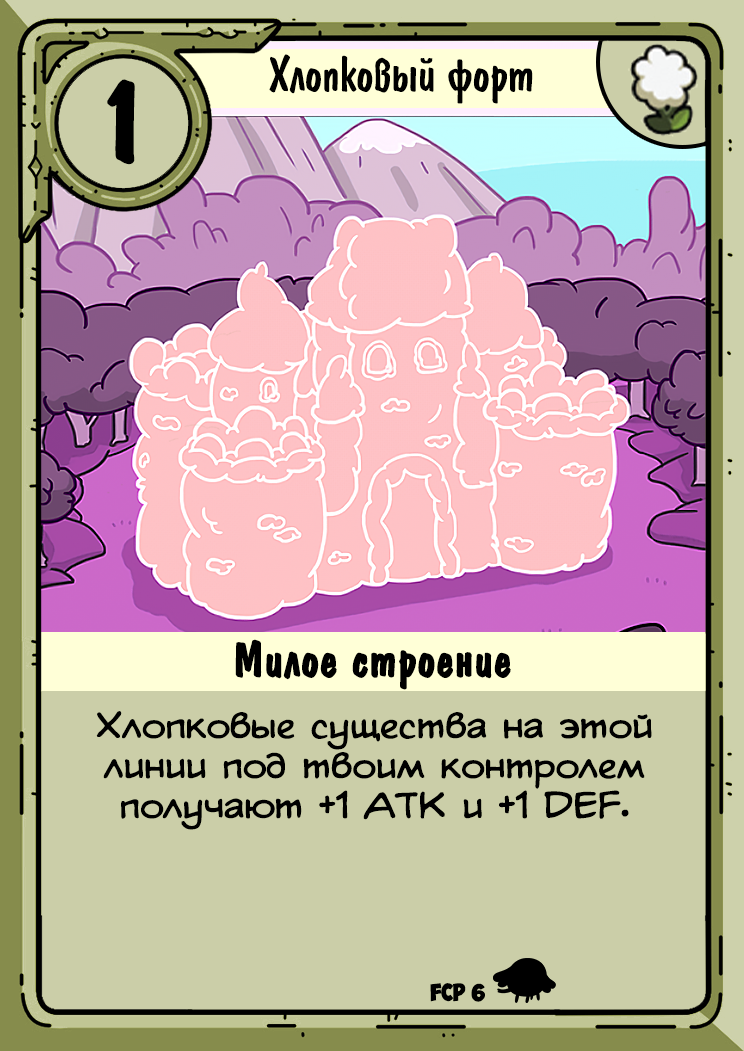 1
Хлопковый форт
Милое строение
Хлопковые существа на этой
линии под твоим контролем
получают +1 ATK и +1 DEF.
FCP 6